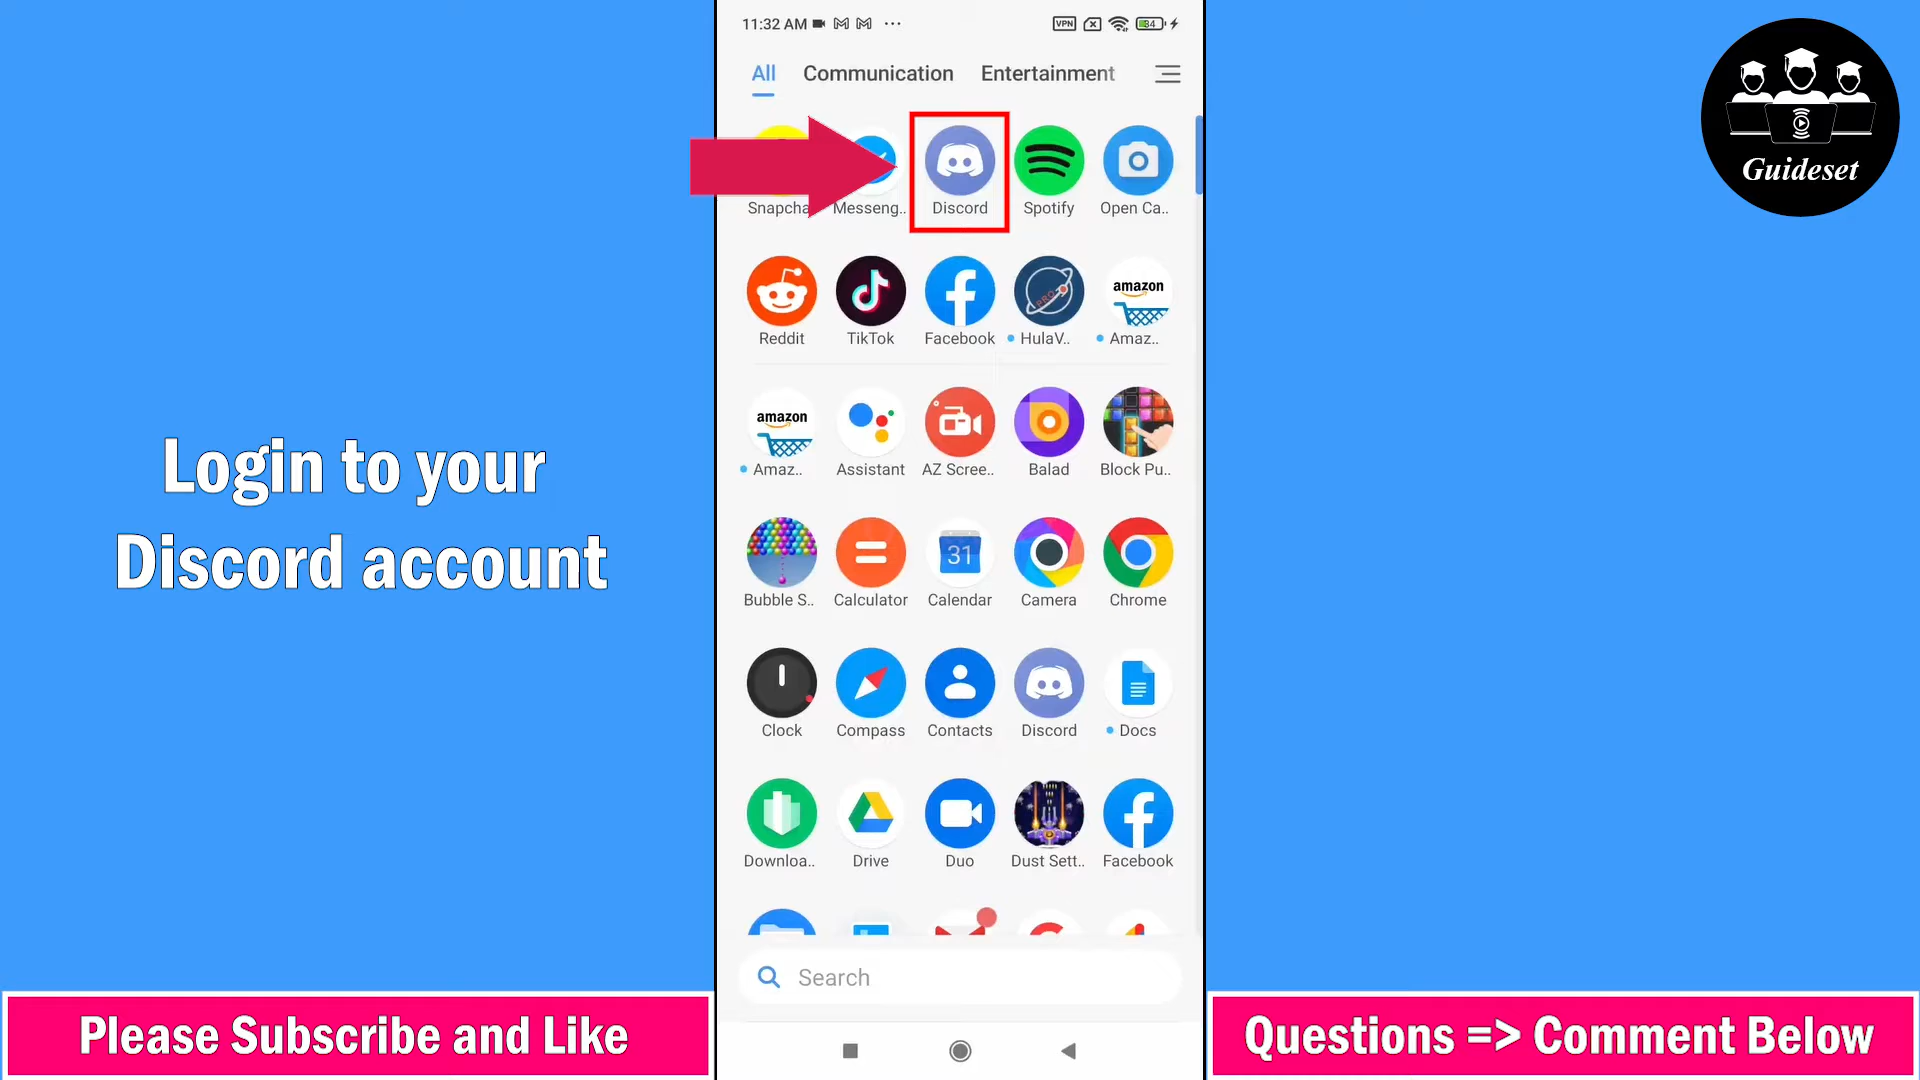 11:32 AM
VPN
84
All Communication Entertainment
Snapcha
Messeng..
Discord
Spotify
Open Ca..
Reddit
TikTok
Facebook
HulaV..
amazon
Amaz..
amazon
Amaz..
Assistant
AZ Scree..
Balad
Block Pu..
Bubble S..
Calculator
31
Calendar
Camera
Chrome
Clock
Compass
Contacts
Discord
Docs
Downloa..
Drive
Duo
Dust Sett..
Facebook
Search
Login to your
Discord account
Guideset
Please Subscribe and Like
Questions => Comment Below